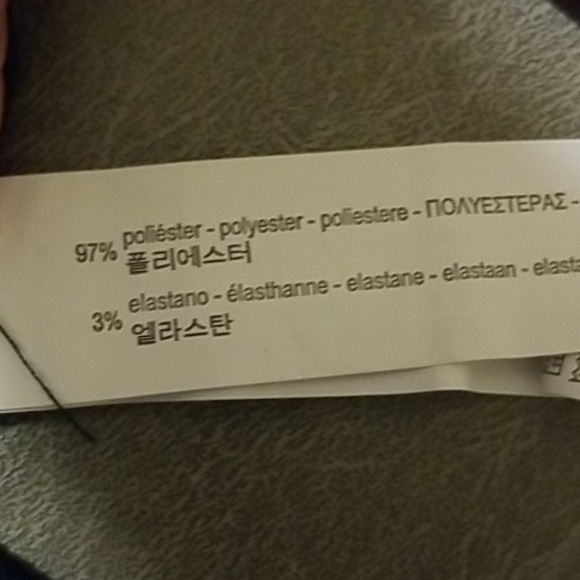 97% poliéster - polyester - poliestere - ΠΟΛΥΕΣΤΕΡΑΣ -
폴리에스터
3% elastano - élasthanne - elastane - elastaan -
엘라스탄